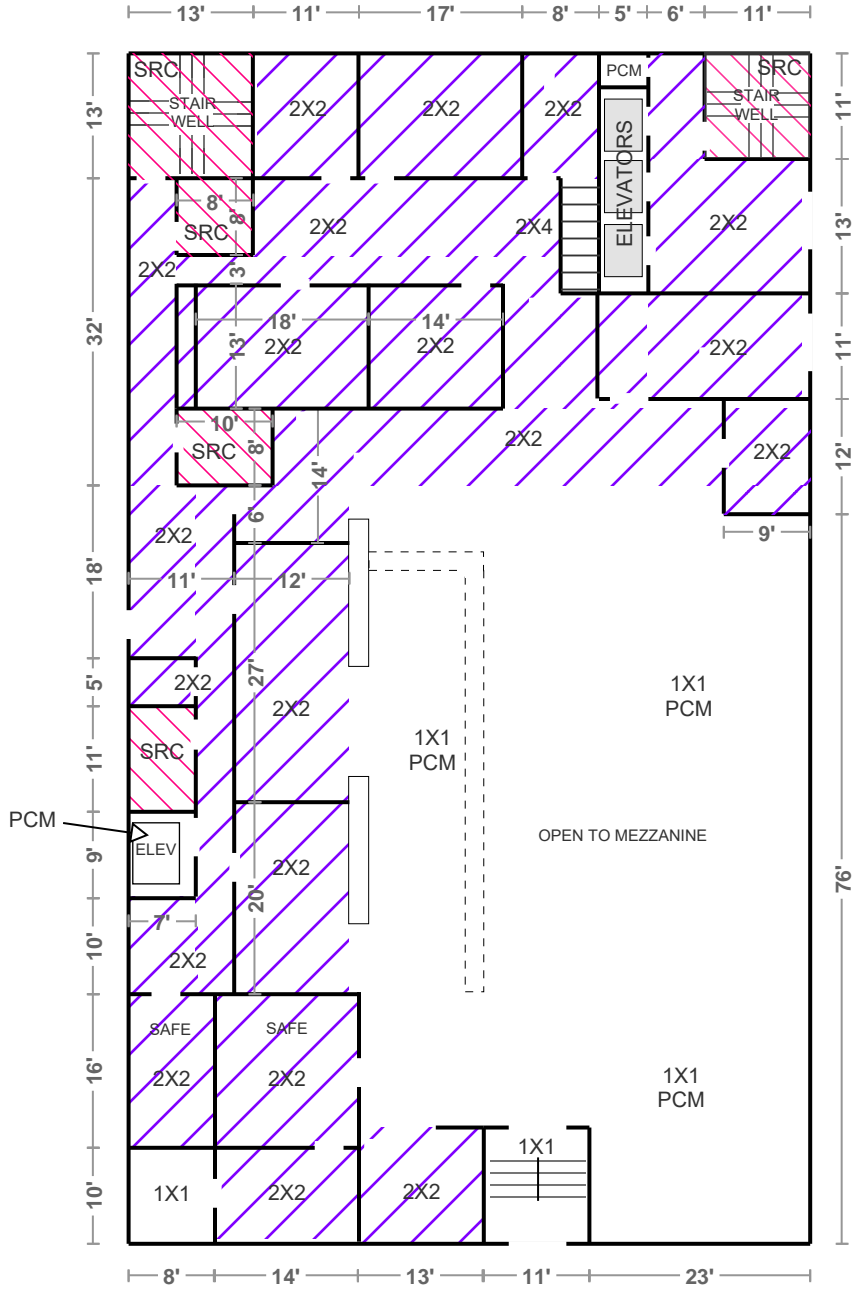 13'
11'
17'
8'
5'
6'
11'
SRC
STAIR
WELL
2X2
2X2
2X2
PCM
SRC
STAIR
WELL
13'
11'
ELEVATORS
8'
8'
SRC
2X2
2X4
2X2
13'
2X2
3'
32'
18'
14'
13'
2X2
2X2
2X2
11'
10'
SRC
8'
14'
2X2
2X2
12'
6'
2X2
9'
18'
11'
12'
27'
5'
2X2
2X2
1X1
PCM
1X1
PCM
SRC
11'
PCM
ELEV
9'
OPEN TO MEZZANINE
2X2
20'
76'
7'
10'
2X2
SAFE
SAFE
16'
2X2
2X2
1X1
PCM
10'
1X1
2X2
2X2
1X1
8'
14'
13'
11'
23'